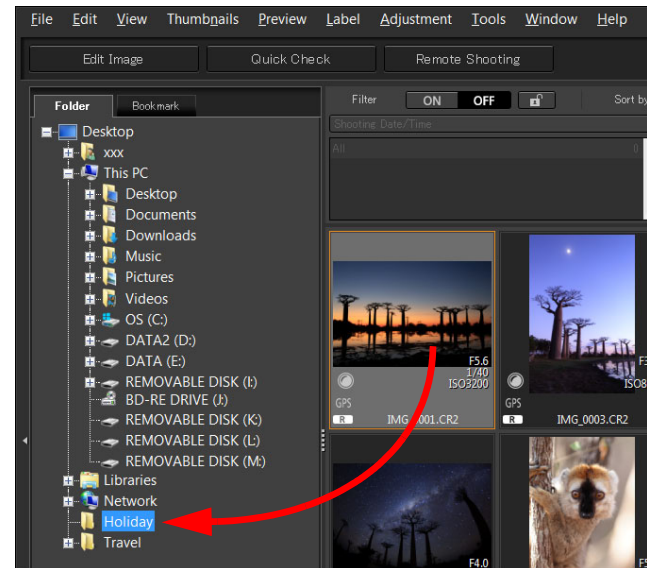 File Edit View Thumbnails Preview Label Adjustment Tools Window Help
Edit Image Quick Check Remote Shooting
Folder Bookmark
Filter ON OFF Sort by
Shooting Date/Time
All 0
Desktop
xxx
This PC
Desktop
Documents
Downloads
Music
Pictures
Videos
OS (C:)
DATA2 (D:)
DATA (E:)
REMOVABLE DISK (I:)
BD-RE DRIVE (J:)
REMOVABLE DISK (K:)
REMOVABLE DISK (L:)
REMOVABLE DISK (M:)
Libraries
Network
Holiday
Travel
F5.6
1/40
ISO3200
GPS
R IMG_0001.CR2
GPS
R IMG_0003.CR2
F4.0